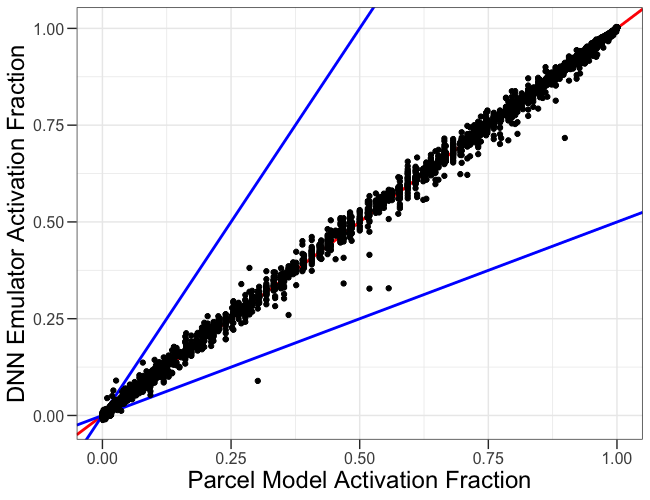 DNN Emulator Activation Fraction
1.00
0.75
0.50
0.25
0.00
0.00 0.25 0.50 0.75 1.00
Parcel Model Activation Fraction